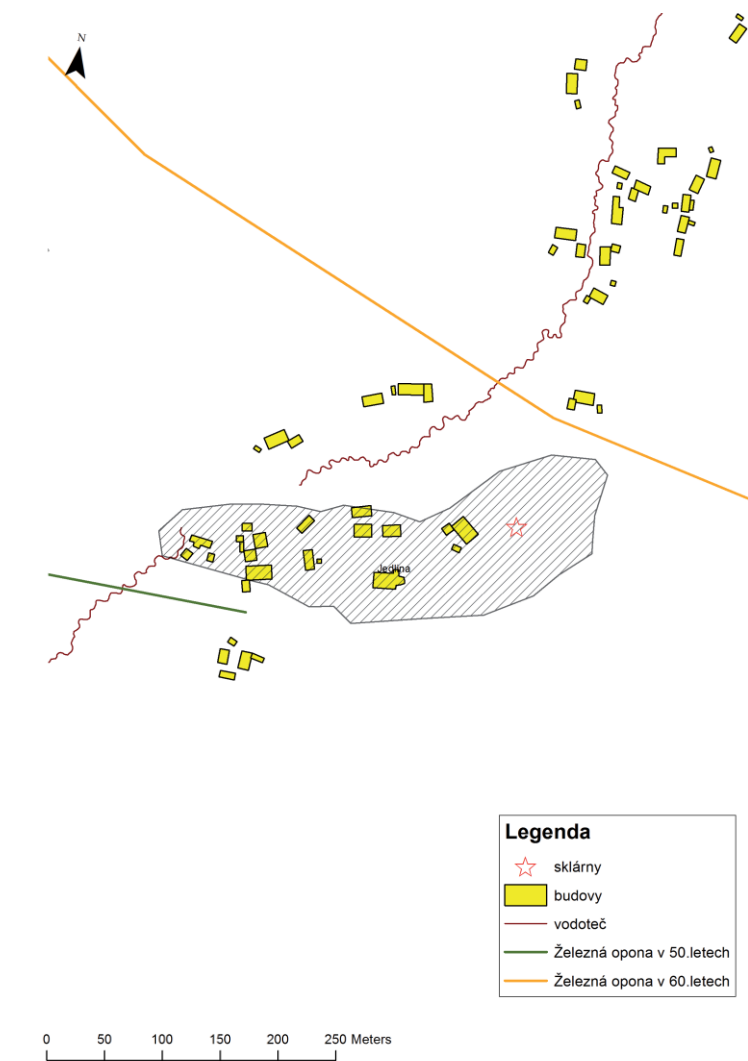 N
Jedlina
Legenda
sklárny
budovy
vodoteč
Železná opona v 50.letech
Železná opona v 60.letech
0 50 100 150 200 250 Meters